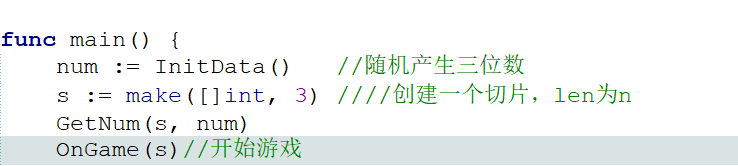 func main() {
    num := InitData()    //随机产生三位数
    s := make([]int, 3) ////创建一个切片，len为n
    GetNum(s, num)
    OnGame(s)//开始游戏